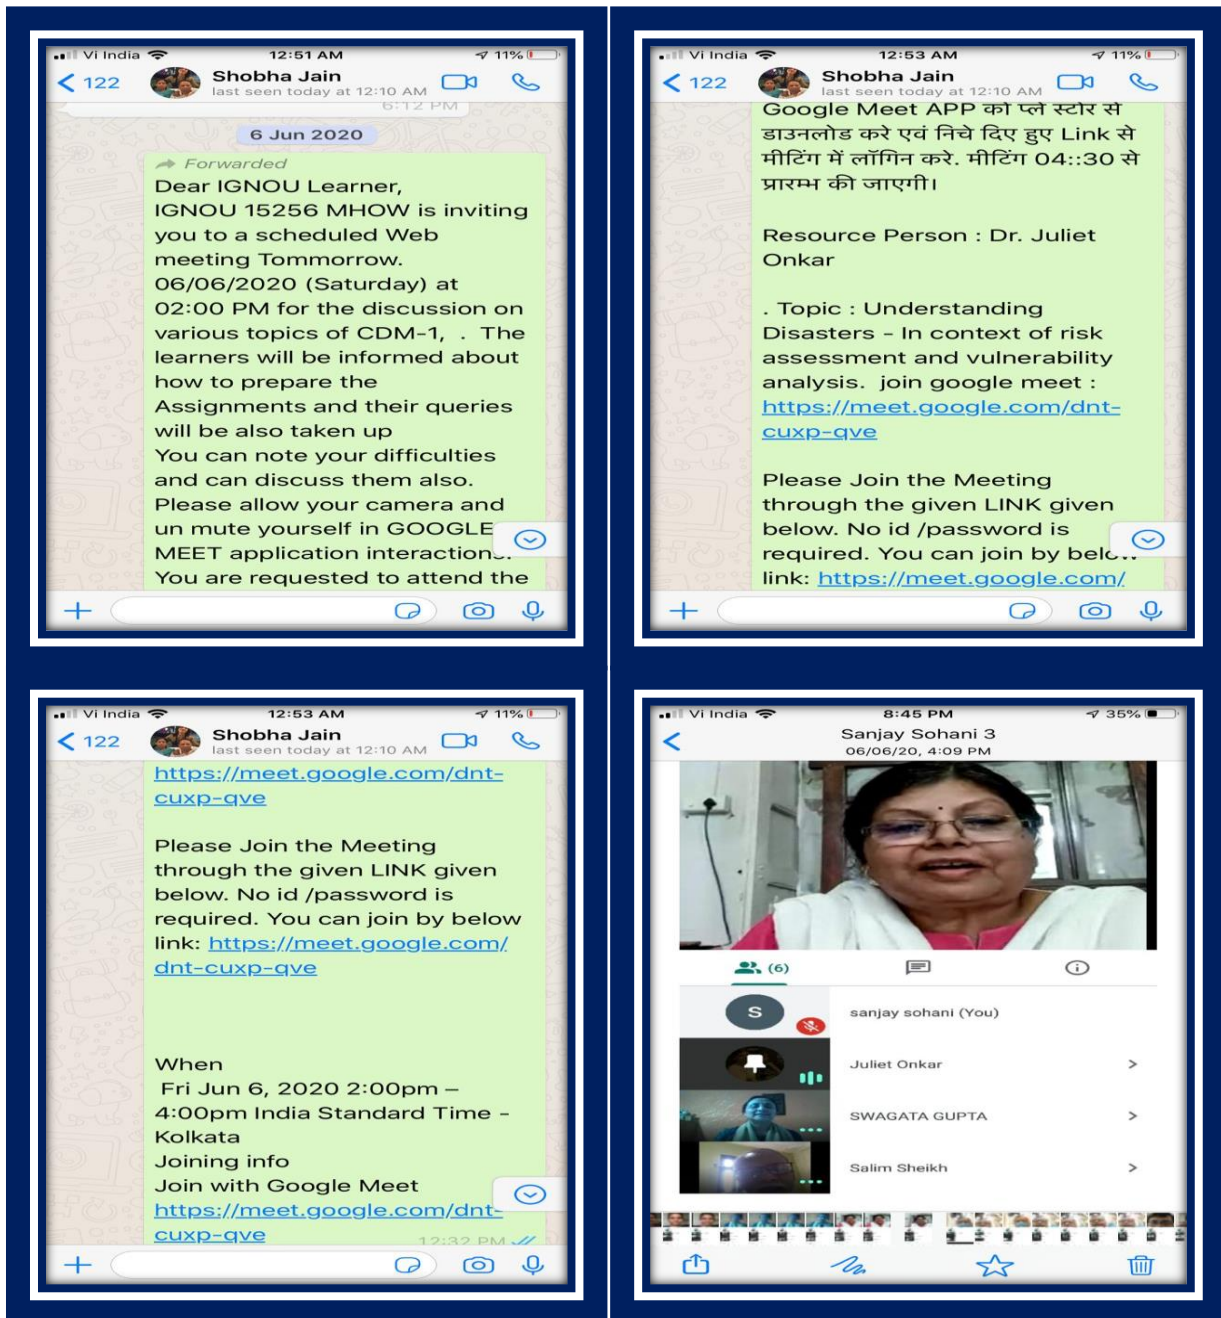 Vi India
12:51 AM
11%
122
Shobha Jain
last seen today at 12:10 AM
6:12 PM
6 Jun 2020
Forwarded
Dear IGNOU Learner,
IGNOU 15256 MHOW is inviting
you to a scheduled Web
meeting Tommorrow.
06/06/2020 (Saturday) at
02:00 PM for the discussion on
various topics of CDM-1, . The
learners will be informed about
how to prepare the
Assignments and their queries
will be also taken up
You can note your difficulties
and can discuss them also.
Please allow your camera and
un mute yourself in GOOGLE
MEET application interactions.
You are requested to attend the
Vi India
12:53 AM
11%
122
Shobha Jain
last seen today at 12:10 AM
Google Meet APP को प्ले स्टोर से
डाउनलोड करे एवं निचे दिए हुए Link से
मीटिंग में लॉगिन करे. मीटिंग 04::30 से
प्रारम्भ की जाएगी।
Resource Person : Dr. Juliet
Onkar
. Topic : Understanding
Disasters - In context of risk
assessment and vulnerability
analysis. join google meet :
https://meet.google.com/dnt-
cuxp-qve
Please Join the Meeting
through the given LINK given
below. No id /password is
required. You can join by below
link: https://meet.google.com/
Vi India
12:53 AM
11%
122
Shobha Jain
last seen today at 12:10 AM
https://meet.google.com/dnt-
cuxp-qve
Please Join the Meeting
through the given LINK given
below. No id /password is
required. You can join by below
link: https://meet.google.com/
dnt-cuxp-qve
When
Fri Jun 6, 2020 2:00pm –
4:00pm India Standard Time -
Kolkata
Joining info
Join with Google Meet
https://meet.google.com/dnt-
cuxp-qve
12:32 PM
Vi India
8:45 PM
35%
Sanjay Sohani 3
06/06/20, 4:09 PM
(6)
S
sanjay sohani (You)
Juliet Onkar
SWAGATA GUPTA
Salim Sheikh